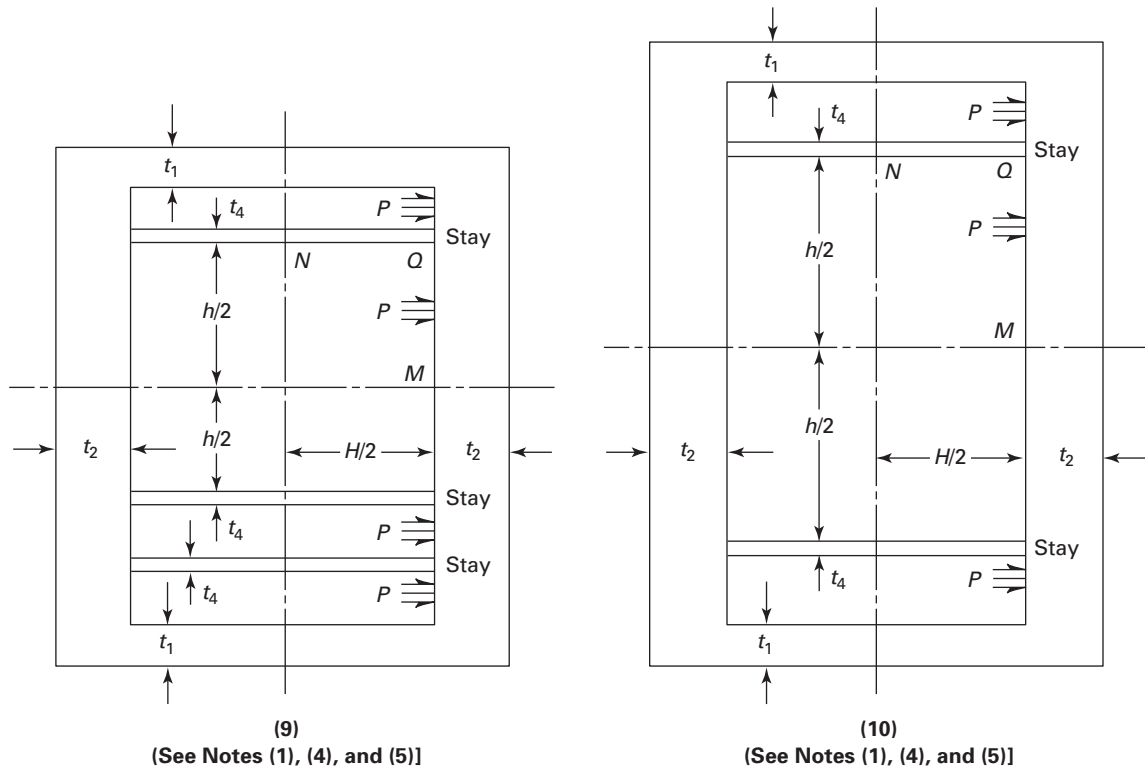 t1
t4
P
Stay
N
Q
h/2
P
M
t2
h/2
H/2
t2
Stay
t4
P
Stay
t4
P
t1
(9)
(See Notes (1), (4), and (5)]
t1
t4
P
Stay
N
Q
P
h/2
M
h/2
t2
H/2
t2
Stay
t4
P
t1
(10)
(See Notes (1), (4), and (5)]